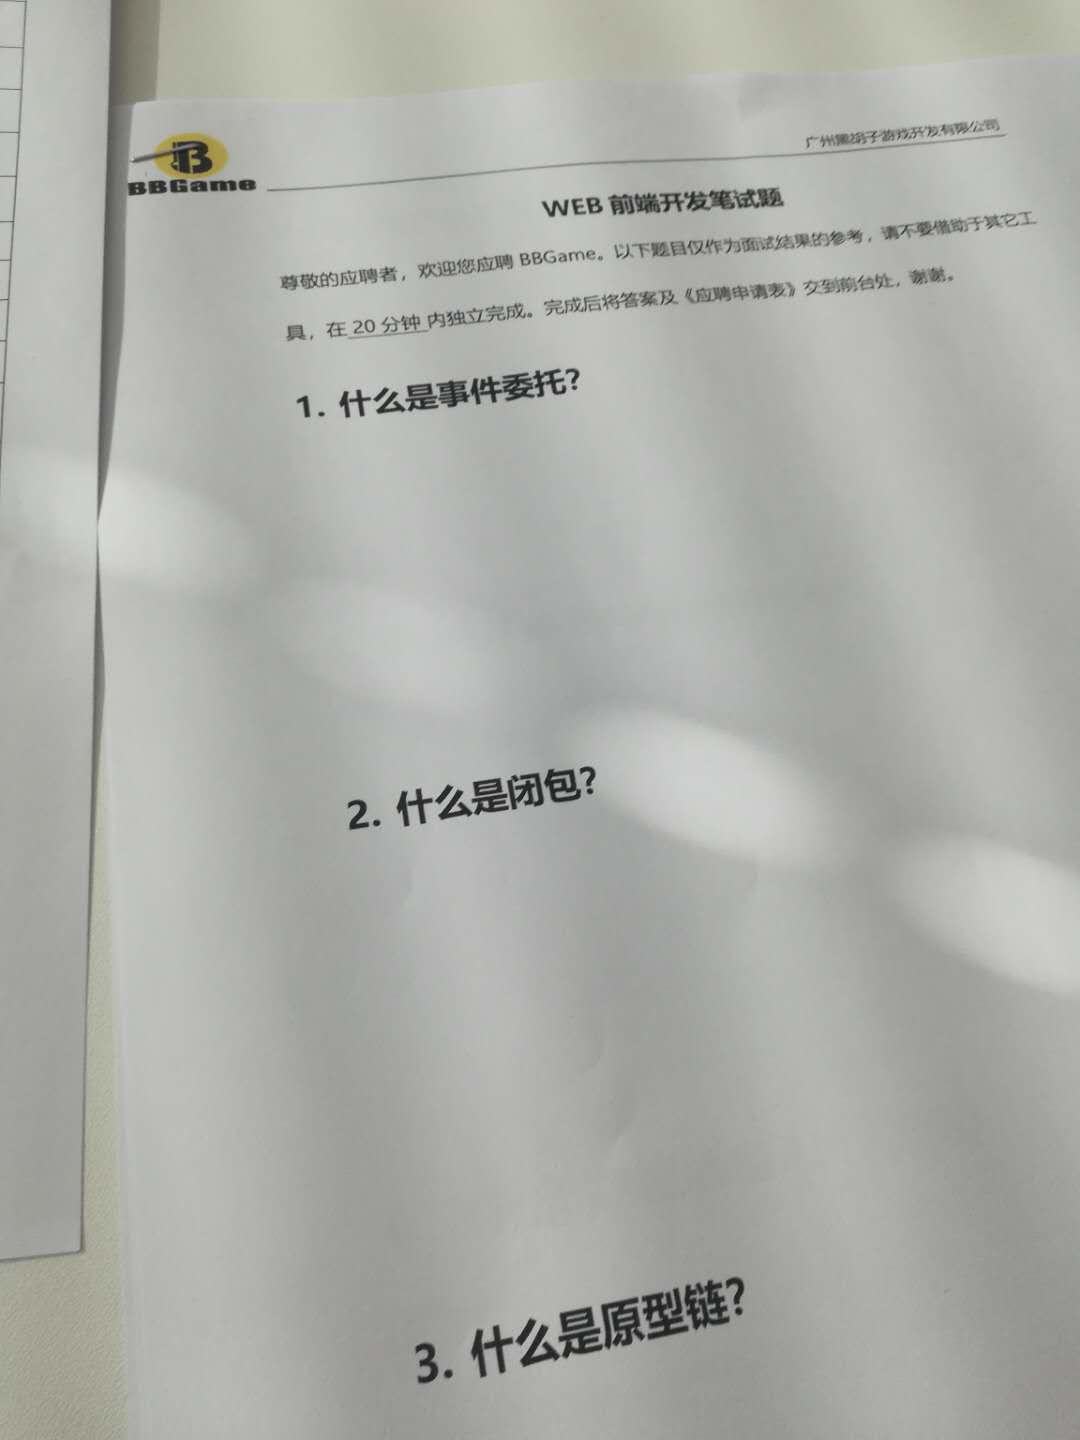 B
BBGame
广州黑胡子游戏开发有限公司
WEB 前端开发笔试题
尊敬的应聘者，欢迎您应聘 BBGame。以下题目仅作为面试结果的参考，请不要借助于其它工
具，在 20 分钟 内独立完成。完成后将答案及《应聘申请表》交到前台处，谢谢。
1. 什么是事件委托?
2. 什么是闭包?
3. 什么是原型链?